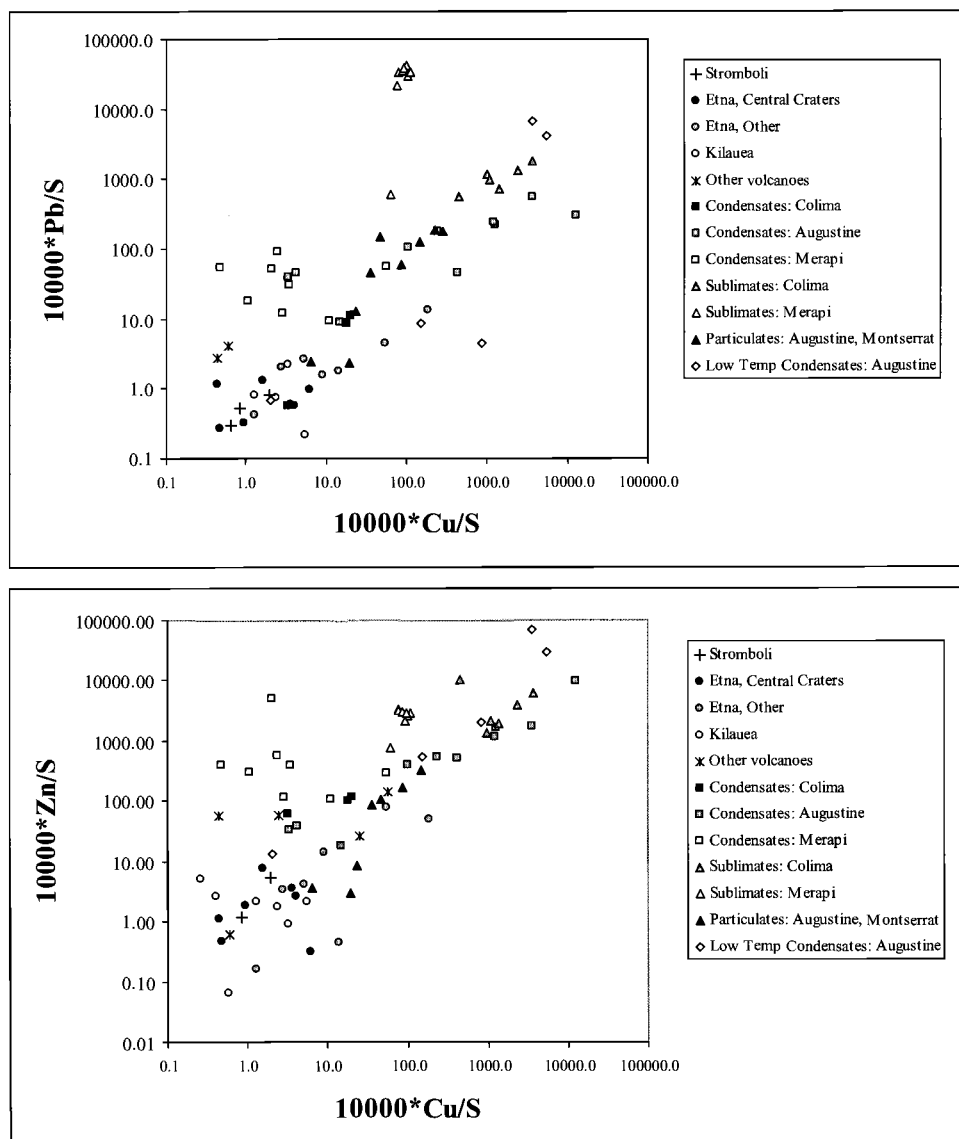 100000.0
10000.0
1000.0
100.0
10.0
1.0
0.1
10000*Pb/S
0.1 1.0 10.0 100.0 1000.0 10000.0 100000.0
10000*Cu/S
Stromboli
Etna, Central Craters
Etna, Other
Kilauea
Other volcanoes
Condensates: Colima
Condensates: Augustine
Condensates: Merapi
Sublimates: Colima
Sublimates: Merapi
Particulates: Augustine, Montserrat
Low Temp Condensates: Augustine
100000.00
10000.00
1000.00
100.00
10.00
1.00
0.10
0.01
10000*Zn/S
0.1 1.0 10.0 100.0 1000.0 10000.0 100000.0
10000*Cu/S
Stromboli
Etna, Central Craters
Etna, Other
Kilauea
Other volcanoes
Condensates: Colima
Condensates: Augustine
Condensates: Merapi
Sublimates: Colima
Sublimates: Merapi
Particulates: Augustine, Montserrat
Low Temp Condensates: Augustine